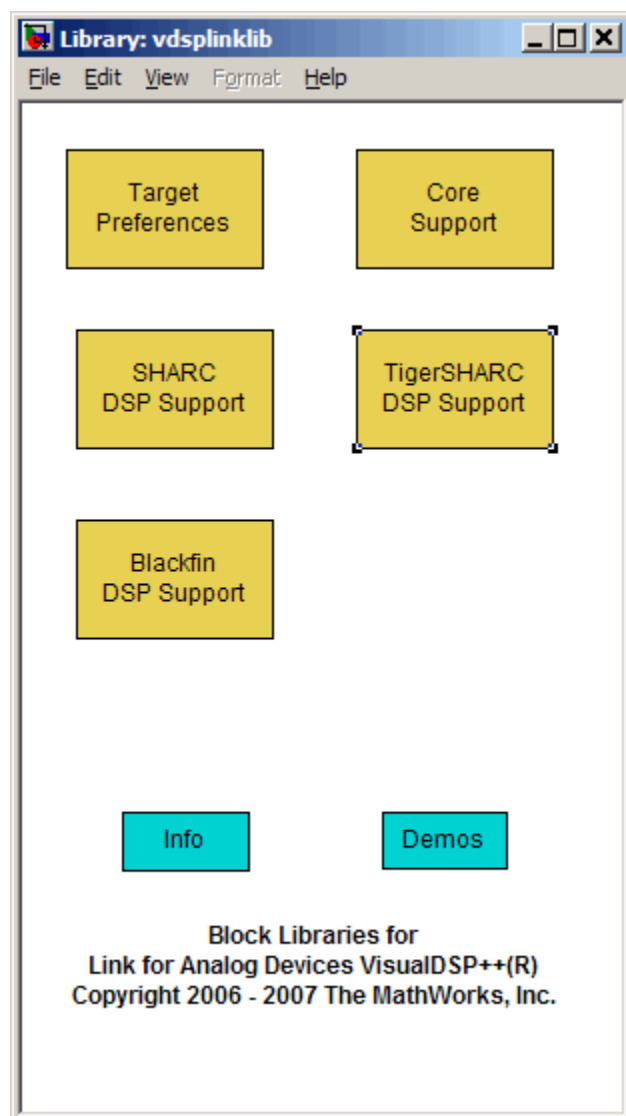 Library: vdsplinklib
File Edit View Format Help
Target
Preferences
Core
Support
SHARC
DSP Support
TigerSHARC
DSP Support
Blackfin
DSP Support
Info
Demos
Block Libraries for
Link for Analog Devices VisualDSP++(R)
Copyright 2006 - 2007 The MathWorks, Inc.